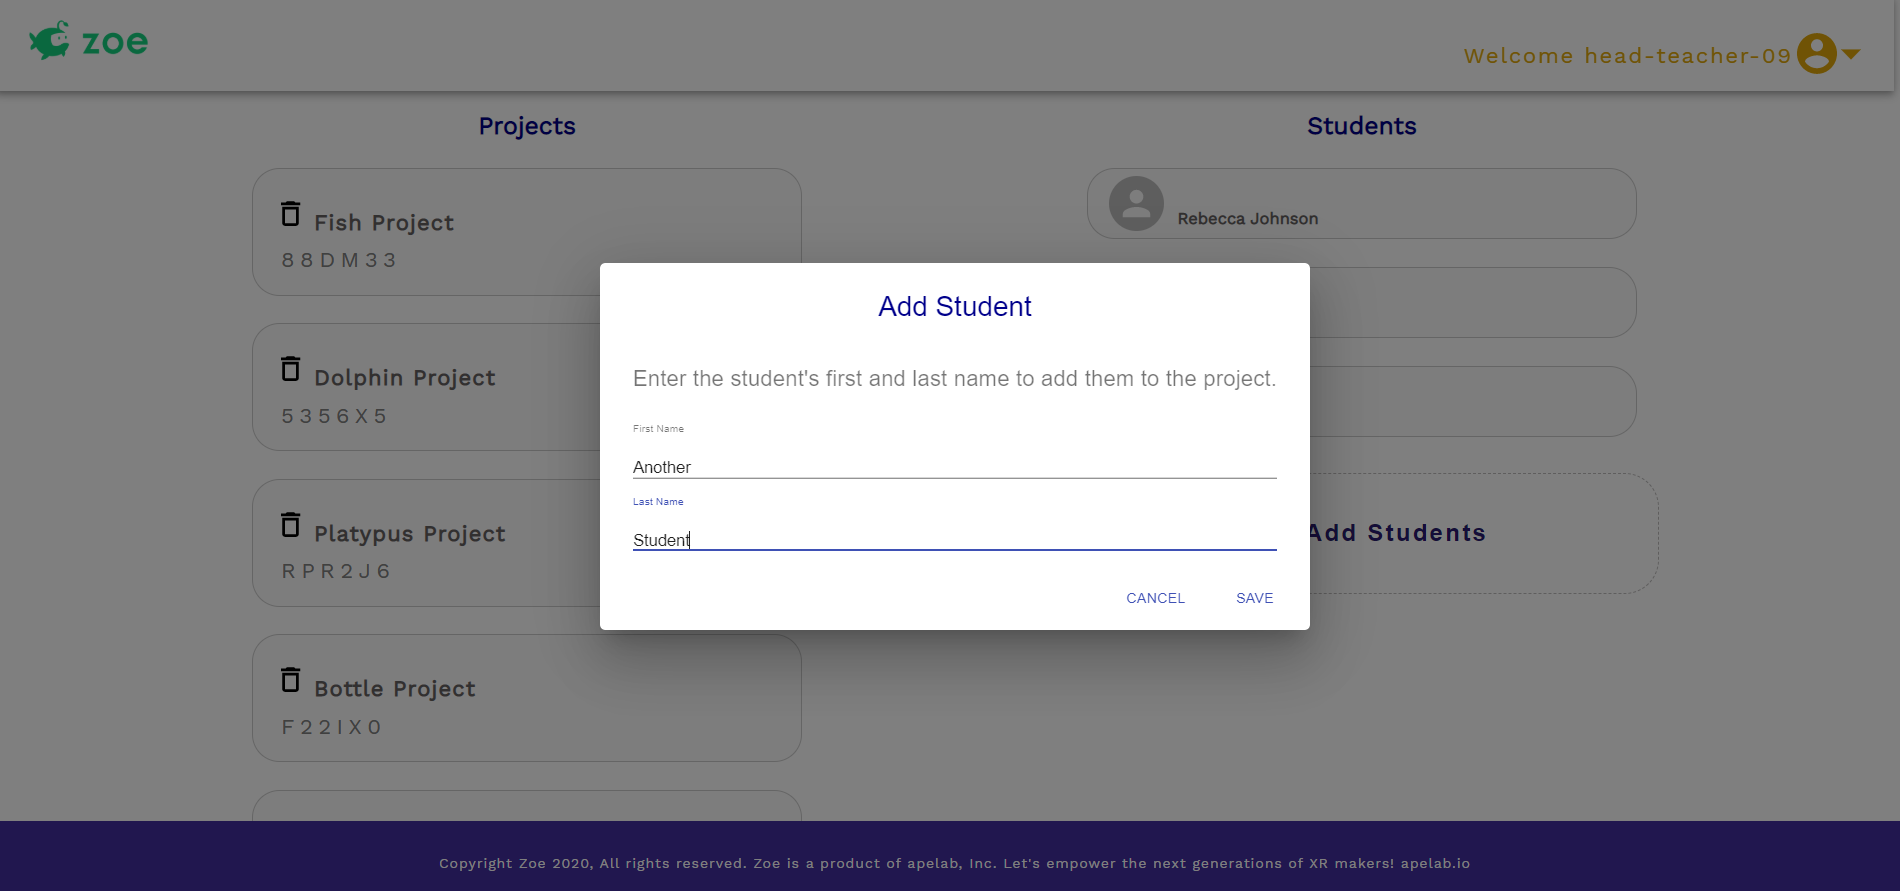 zoe
Welcome head-teacher-09
Projects
Students
Fish Project
88DM33
Rebecca Johnson
Dolphin Project
5356X5
Platypus Project
RPR2J6
Bottle Project
F22IX0
Add Student
Enter the student's first and last name to add them to the project.
First Name
Another
Last Name
Student
CANCEL SAVE
Add Students
Copyright Zoe 2020, All rights reserved. Zoe is a product of apelab, Inc. Let's empower the next generations of XR makers! apelab.io